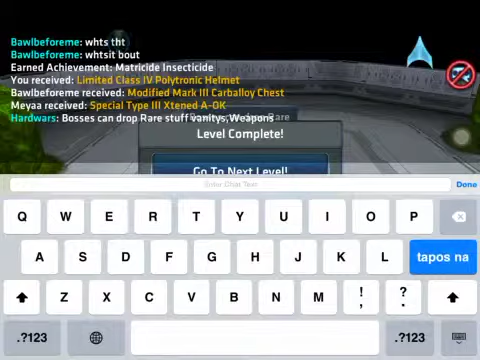 Bawlbeforeme: whts tht
Bawlbeforeme: whtsit bout
Earned Achievement: Matricide Insecticide
You received: Limited Class IV Polytronic Helmet
Bawlbeforeme received: Modified Mark III Carballoy Chest
Meyaa received: Special Type III Xtened A-OK
Hardwars: Bosses can drop Rare stuff vanitys, Weapons
Level Complete!
Go To Next Level!
Enter Chat Text
Done
Q W E R T Y U I O P
A S D F G H J K L tapos na
Z X C V B N M ! , ? .
.?123 .?123